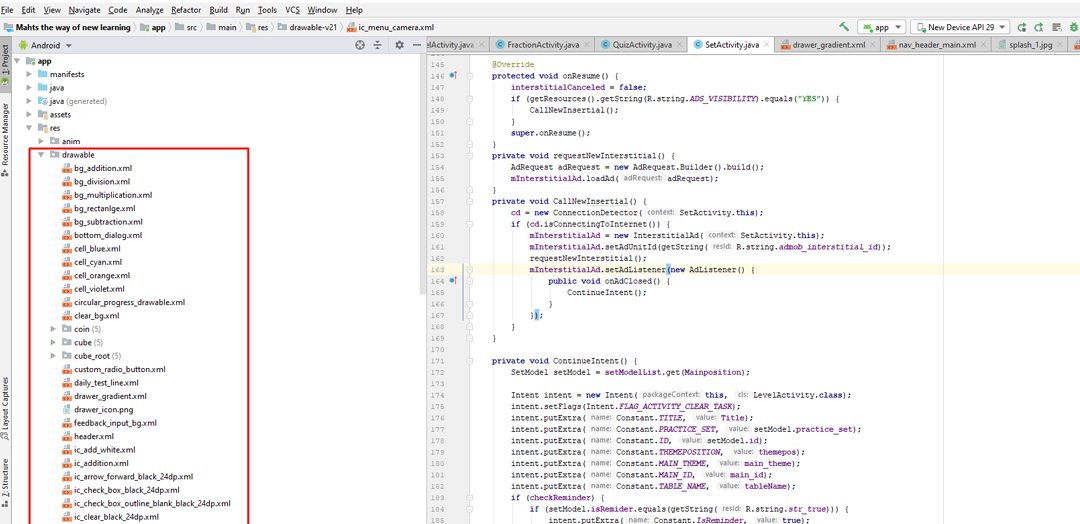 File Edit View Navigate Code Analyze Refactor Build Run Tools VCS Window Help
Mahts the way of new learning app src main res drawable-v21 ic_menu_camera.xml
app New Device API 29
Android
elActivity.java FractionActivity.java QuizActivity.java SetActivity.java drawer_gradient.xml nav_header_main.xml splash_1.jpg
1: Project
Resource Manager
Layout Captures
7: Structure
app
manifests
java
java (generated)
assets
res
anim
drawable
bg_addition.xml
bg_division.xml
bg_multiplication.xml
bg_rectanlge.xml
bg_subtraction.xml
bottom_dialog.xml
cell_blue.xml
cell_cyan.xml
cell_orange.xml
cell_violet.xml
circular_progress_drawable.xml
clear_bg.xml
coin (5)
cube (5)
cube_root (5)
custom_radio_button.xml
daily_test_line.xml
drawer_gradient.xml
drawer_icon.png
feedback_input_bg.xml
header.xml
ic_add_white.xml
ic_addition.xml
ic_arrow_forward_black_24dp.xml
ic_check_box_black_24dp.xml
ic_check_box_outline_blank_black_24dp.xml
ic_clear_black_24dp.xml
145 @Override
146 protected void onResume() {
147 interstitialCanceled = false;
148 if (getResources().getString(R.string.ADS_VISIBILITY).equals("YES")) {
149 CallNewInsertial();
150 }
151 super.onResume();
152 }
153 private void requestNewInterstitial() {
154 AdRequest adRequest = new AdRequest.Builder().build();
155 mInterstitialAd.loadAd( adRequest: adRequest);
156 }
157 private void CallNewInsertial() {
158 cd = new ConnectionDetector( context: SetActivity.this);
159 if (cd.isConnectingToInternet()) {
160 mInterstitialAd = new InterstitialAd( context: SetActivity.this);
161 mInterstitialAd.setAdUnitId(getString( resId: R.string.admob_interstitial_id));
162 requestNewInterstitial();
163 mInterstitialAd.setAdListener(new AdListener() {
164 public void onAdClosed() {
165 ContinueIntent();
166 }
167 });
168 }
169 }
170
171 private void ContinueIntent() {
172 SetModel setModel = setModelList.get(Mainposition);
173
174 Intent intent = new Intent( packageContext: this, cls: LevelActivity.class);
175 intent.setFlags(Intent.FLAG_ACTIVITY_CLEAR_TASK);
176 intent.putExtra( name: Constant.TITLE, value: Title);
177 intent.putExtra( name: Constant.PRACTICE_SET, value: setModel.practice_set);
178 intent.putExtra( name: Constant.ID, value: setModel.id);
179 intent.putExtra( name: Constant.THEMEPOSITION, value: themepos);
180 intent.putExtra( name: Constant.MAIN_THEME, value: main_theme);
181 intent.putExtra( name: Constant.MAIN_ID, value: main_id);
182 intent.putExtra( name: Constant.TABLE_NAME, value: tableName);
183 if (checkReminder) {
184 if (setModel.isRemider.equals(getString( resId: R.string.str_true))) {
185 intent.putExtra( name: Constant.IsReminder, value: true);